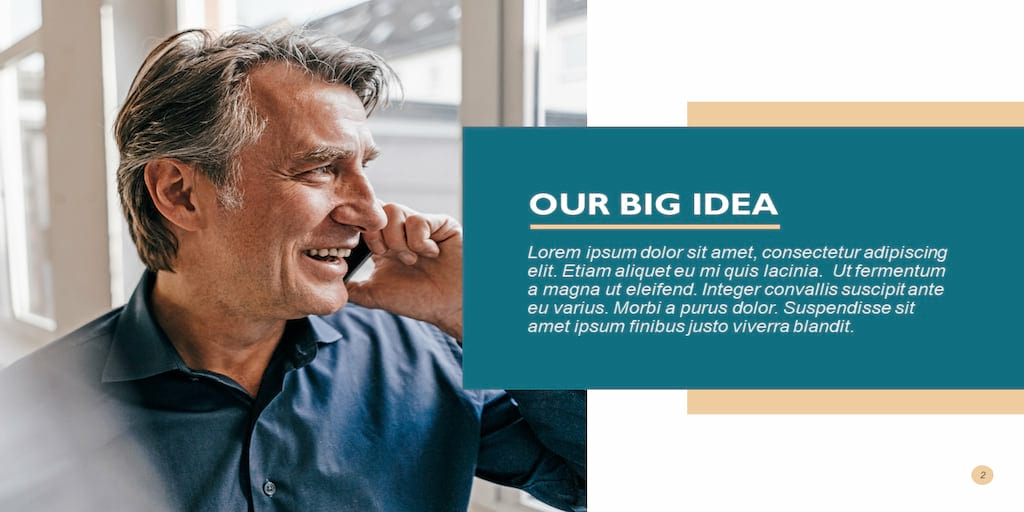 OUR BIG IDEA
Lorem ipsum dolor sit amet, consectetur adipiscing
elit. Etiam aliquet eu mi quis lacinia.  Ut fermentum
a magna ut eleifend. Integer convallis suscipit ante
eu varius. Morbi a purus dolor. Suspendisse sit
amet ipsum finibus justo viverra blandit.
2